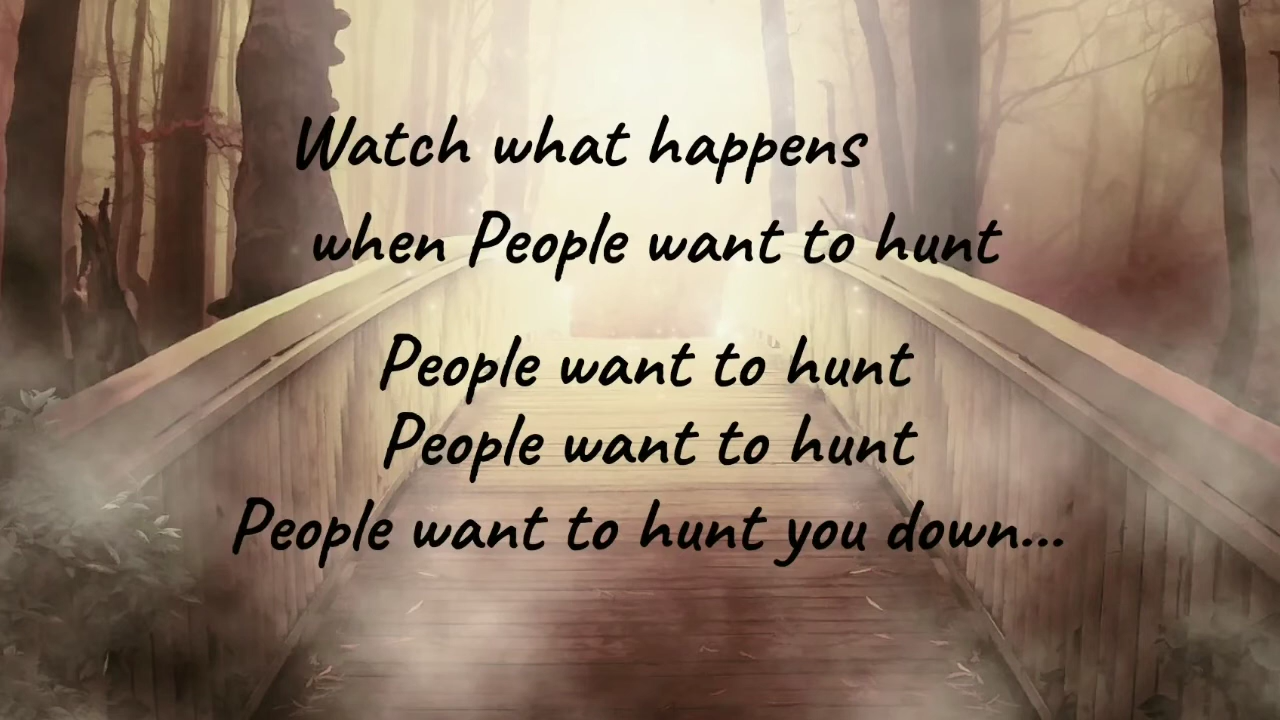 Watch what happens
when People want to hunt
People want to hunt
People want to hunt
People want to hunt you down...